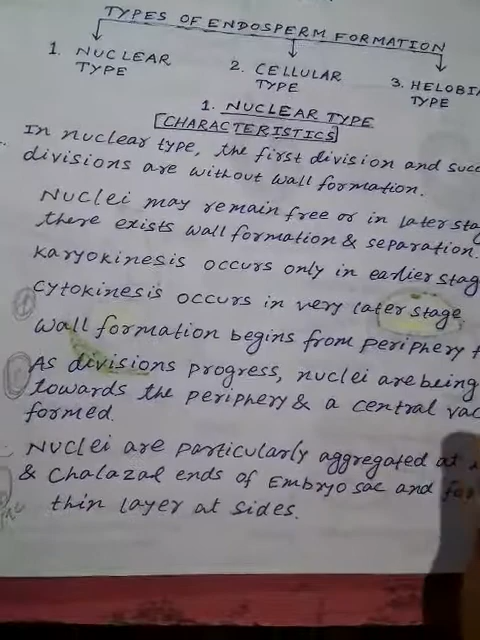 TYPES OF ENDOSPERM FORMATION
1. NUCLEAR TYPE
2. CELLULAR TYPE
3. HELOBI
TYPE
1. NUCLEAR TYPE
[CHARACTERISTICS]
In nuclear type, the first division and succ
divisions are without wall formation.
Nuclei may remain free or in later sta
there exists wall formation & separation.
Karyokinesis occurs only in earlier stag
Cytokinesis occurs in very later stage
Wall formation begins from periphery
As divisions progress, nuclei are being
towards the periphery & a central vac
formed.
Nuclei are particularly aggregated at
& Chalazal ends of Embryo sac and for
thin layer at sides.